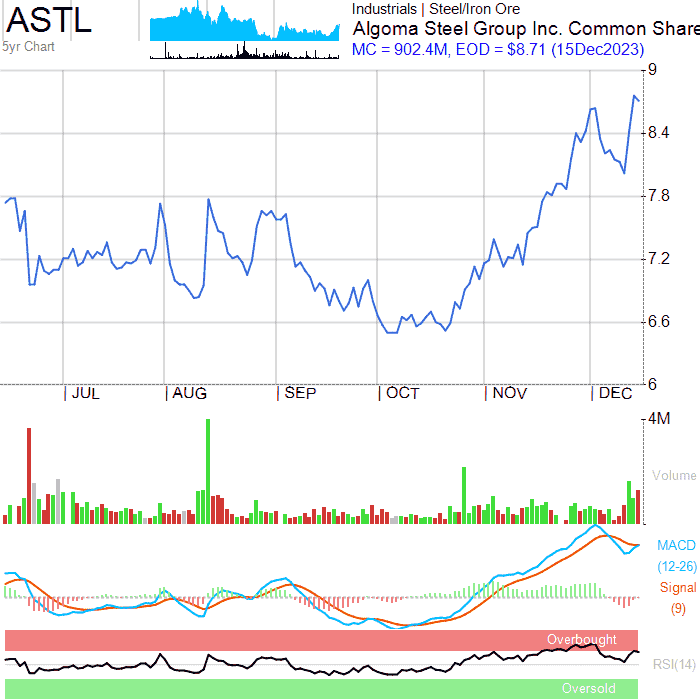 ASTL
5yr Chart
Industrials | Steel/Iron Ore
Algoma Steel Group Inc. Common Share
MC = 902.4M, EOD = $8.71 (15Dec2023)
9
8.4
7.8
7.2
6.6
6
JUL AUG SEP OCT NOV DEC
4M
Volume
MACD
(12-26)
Signal
(9)
Overbought
RSI(14)
Oversold